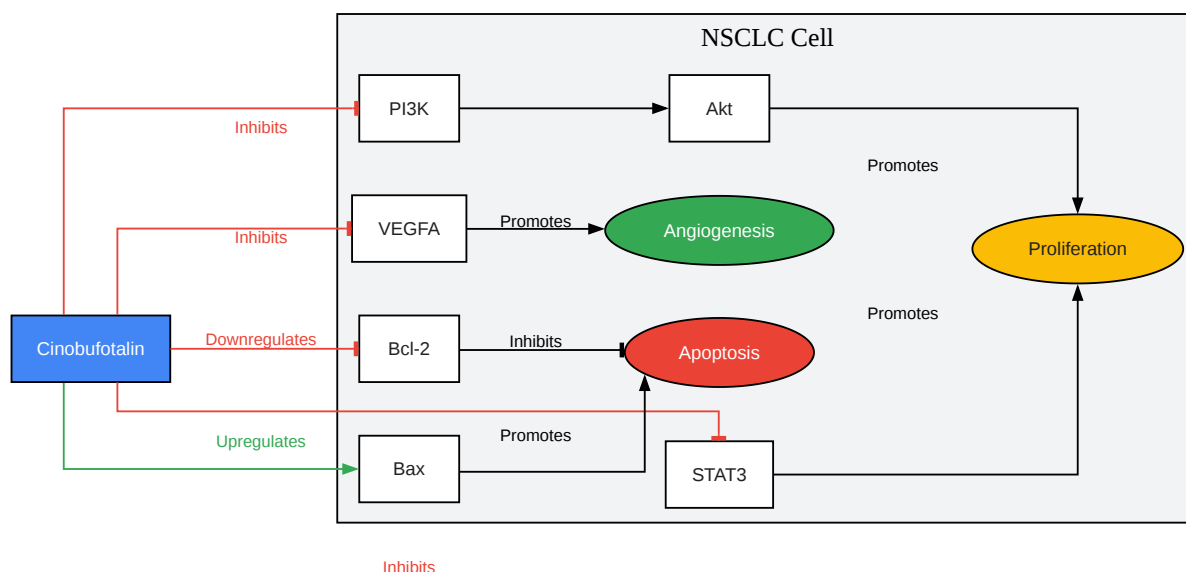 NSCLC Cell
PI3K
Akt
Inhibits
Promotes
VEGFA
Promotes
Angiogenesis
Inhibits
Proliferation
Promotes
Cinobufotalin
Downregulates
Bcl-2
Inhibits
Apoptosis
Upregulates
Promotes
Bax
STAT3
Inhibits